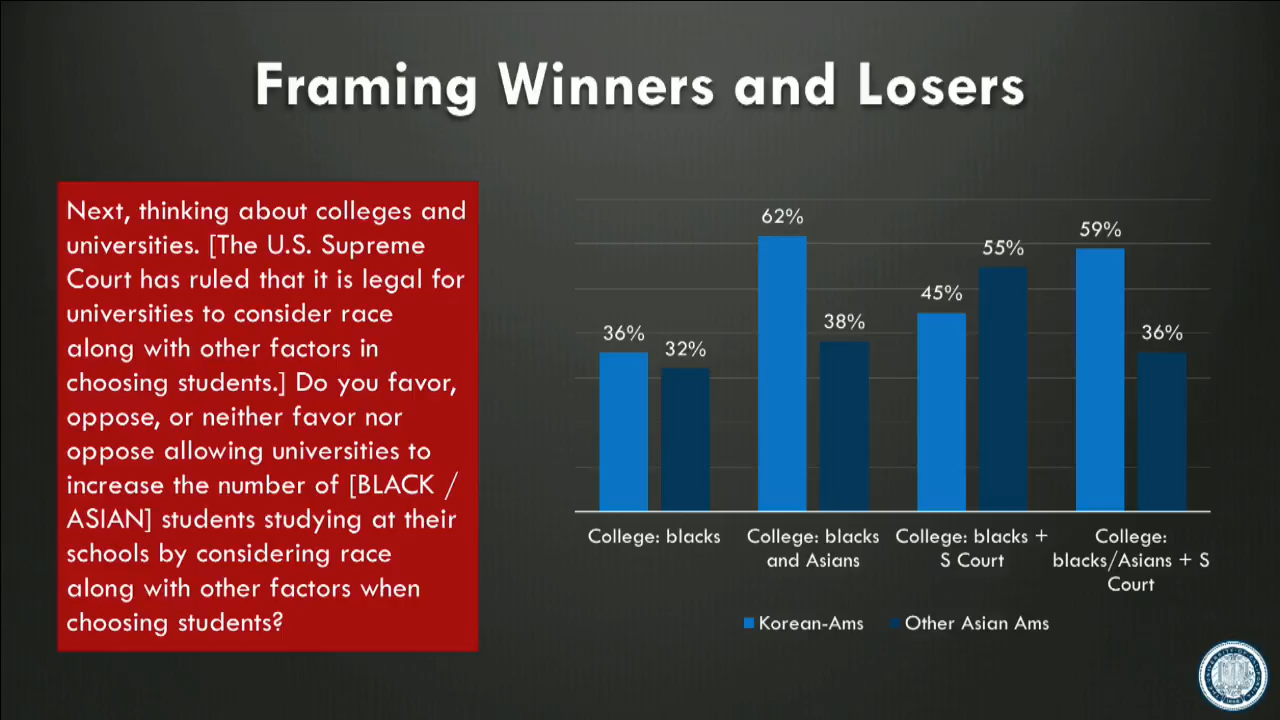 Framing Winners and Losers
Next, thinking about colleges and
universities. [The U.S. Supreme
Court has ruled that it is legal for
universities to consider race
along with other factors in
choosing students.] Do you favor,
oppose, or neither favor nor
oppose allowing universities to
increase the number of [BLACK /
ASIAN] students studying at their
schools by considering race
along with other factors when
choosing students?
36%
32%
62%
38%
45%
55%
59%
36%
College: blacks
College: blacks
and Asians
College: blacks +
S Court
College:
blacks/Asians + S
Court
Korean-Ams
Other Asian Ams